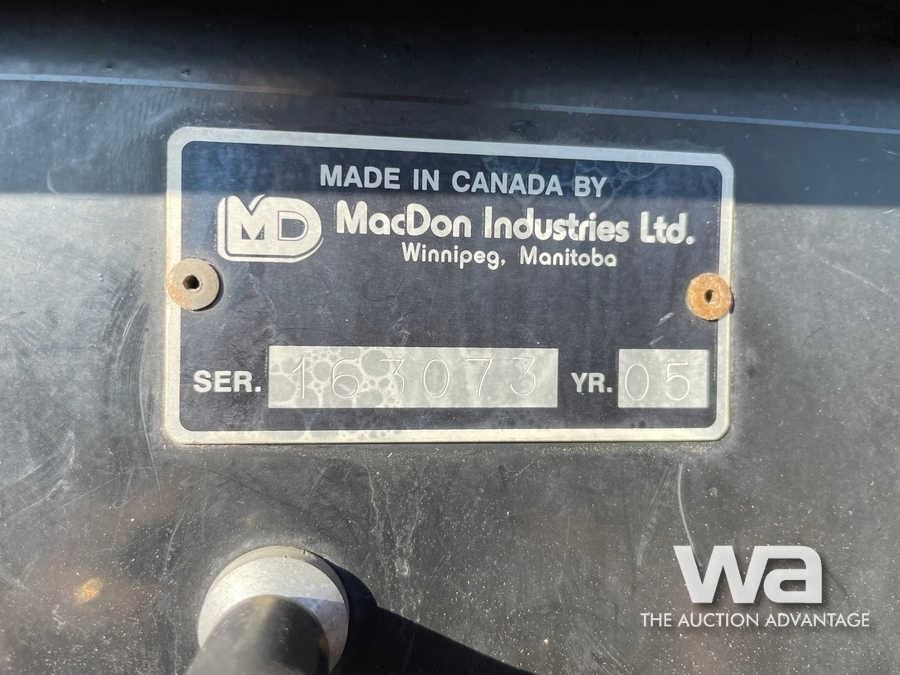 MADE IN CANADA BY
MD MacDon Industries Ltd.
Winnipeg, Manitoba
SER. 163073 YR. 05
wa
THE AUCTION ADVANTAGE